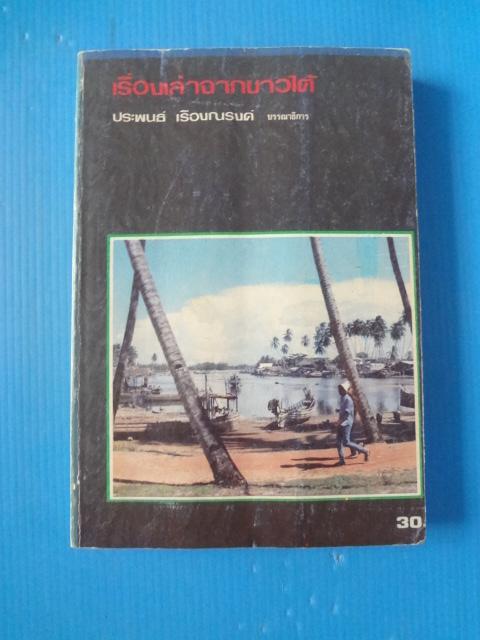 เรื่องเล่าจากชาวใต้
ประพนธ์ เรืองณรงค์ บรรณาธิการ
30.